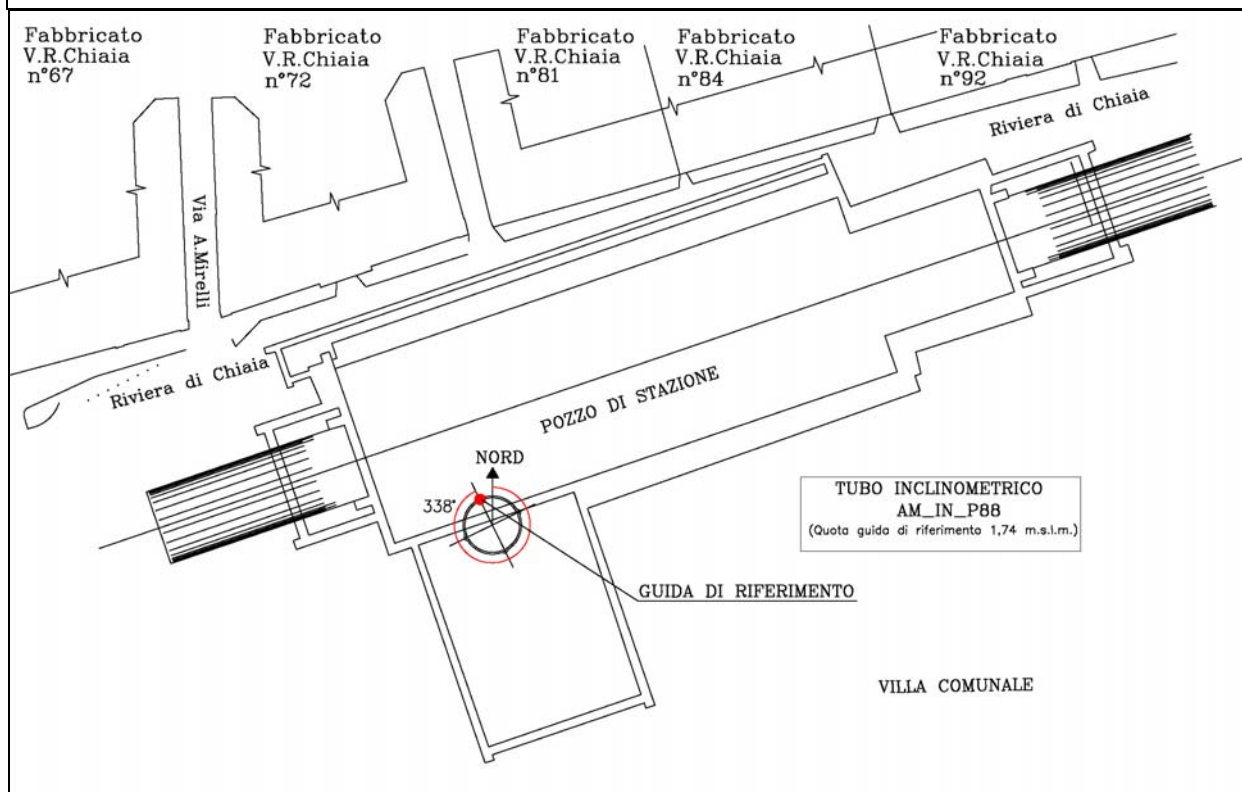 Fabbricato
V.R.Chiaia
n°67
Fabbricato
V.R.Chiaia
n°72
Fabbricato
V.R.Chiaia
n°81
Fabbricato
V.R.Chiaia
n°84
Fabbricato
V.R.Chiaia
n°92
Riviera di Chiaia
Via A.Mirelli
Riviera di Chiaia
POZZO DI STAZIONE
NORD
338°
TUBO INCLINOMETRICO
AM_IN_P88
(Quota guida di riferimento 1,74 m.s.l.m.)
GUIDA DI RIFERIMENTO
VILLA COMUNALE